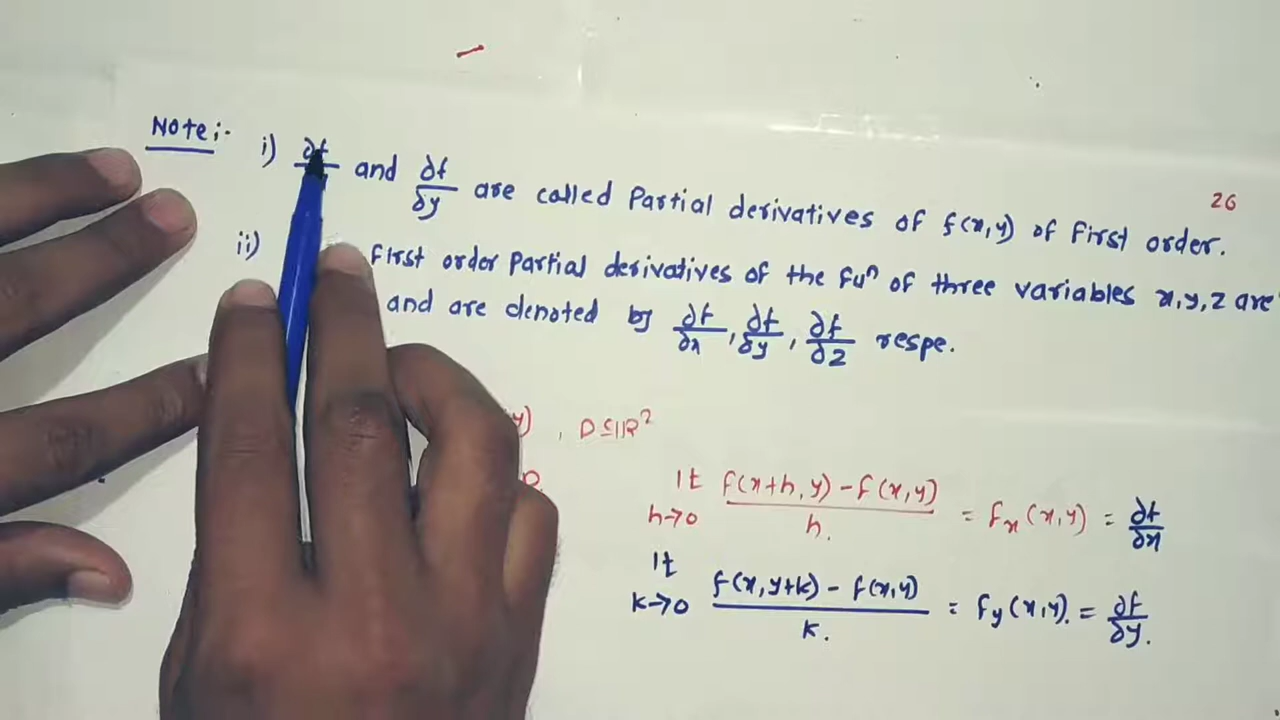 26
Note:- i) ∂f/ and ∂f/∂y are called Partial derivatives of f(x,y) of First order.
ii) First order Partial derivatives of the Fuⁿ of three variables x,y,z are
and are denoted by ∂f/∂x, ∂f/∂y, ∂f/∂z respe.
y) , D⊆ℝ²
lt h→0 f(x+h, y) - f(x,y) / h. = fx(x,y) = ∂f/∂x
lt k→0 f(x, y+k) - f(x,y) / k. = fy(x,y). = ∂f/∂y.